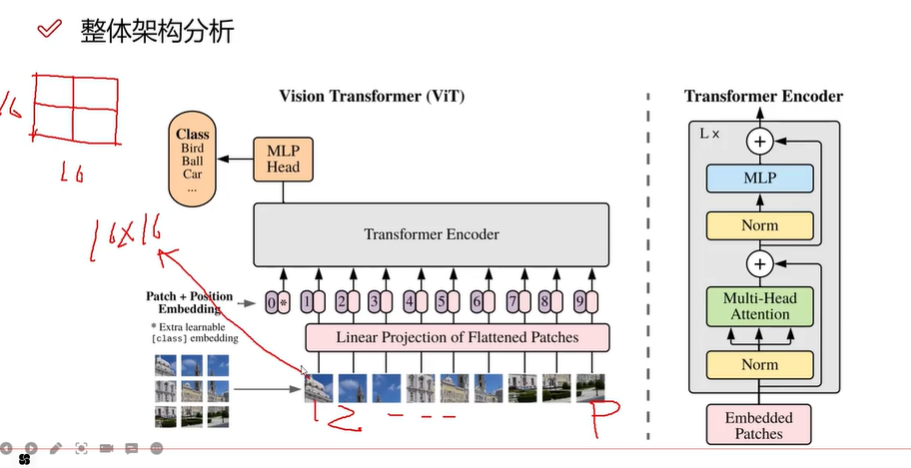 整体架构分析
Vision Transformer (ViT)
Transformer Encoder
16
16
16X16
Class
Bird
Ball
Car
...
MLP
Head
Transformer Encoder
Patch + Position
Embedding
* Extra learnable
[class] embedding
0 *
1
2
3
4
5
6
7
8
9
Linear Projection of Flattened Patches
1 2 - - - - P
L x
+
MLP
Norm
+
Multi-Head
Attention
Norm
Embedded
Patches